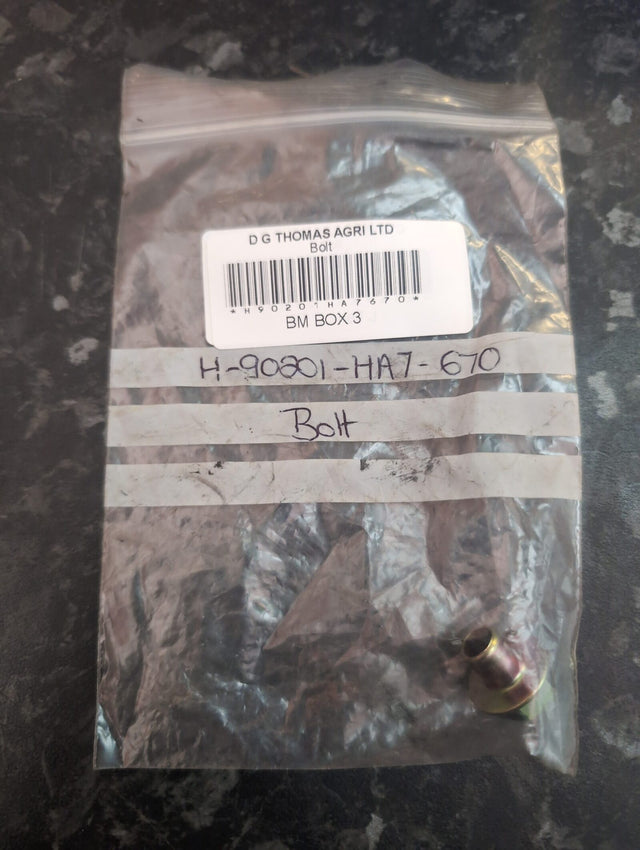 D G THOMAS AGRI LTD
Bolt
*H90201HA7670*
BM BOX 3
H-90201-HA7-670
Bolt